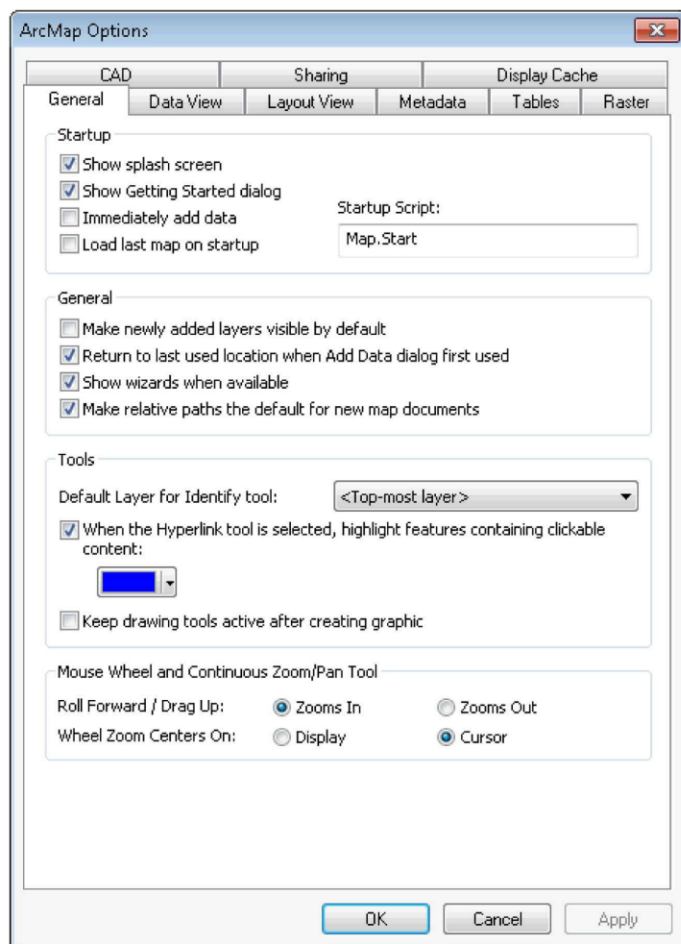 ArcMap Options
CAD Sharing Display Cache
General Data View Layout View Metadata Tables Raster
Startup
Show splash screen
Show Getting Started dialog
Immediately add data
Startup Script:
Load last map on startup
Map.Start
General
Make newly added layers visible by default
Return to last used location when Add Data dialog first used
Show wizards when available
Make relative paths the default for new map documents
Tools
Default Layer for Identify tool: <Top-most layer>
When the Hyperlink tool is selected, highlight features containing clickable
content:
Keep drawing tools active after creating graphic
Mouse Wheel and Continuous Zoom/Pan Tool
Roll Forward / Drag Up: Zooms In Zooms Out
Wheel Zoom Centers On: Display Cursor
OK Cancel Apply